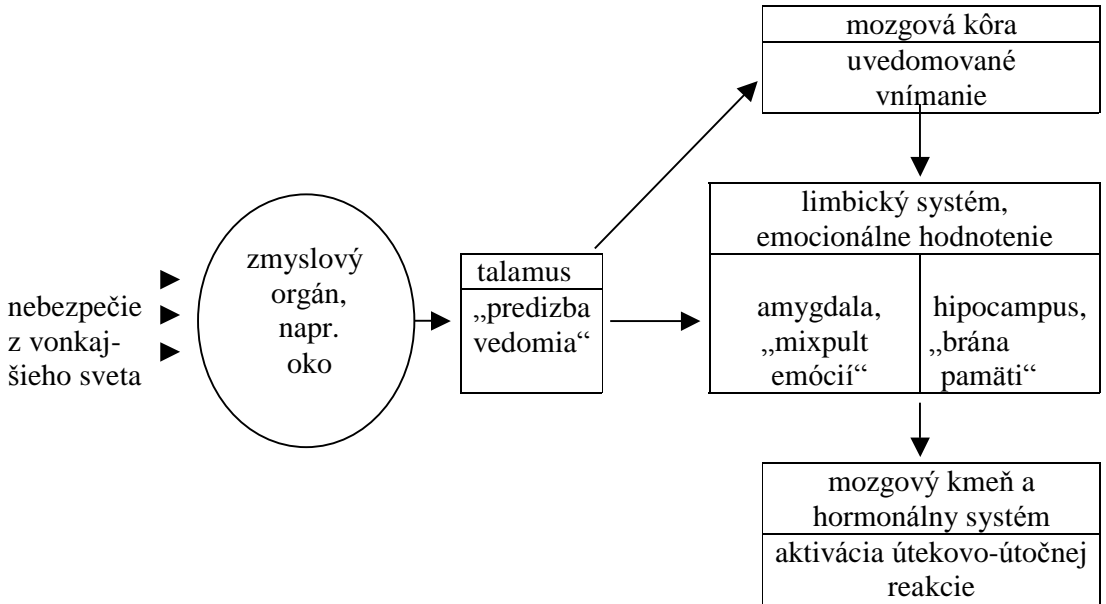 nebezpečie
z vonkaj-
šieho sveta
zmyslový
orgán,
napr.
oko
talamus
„predizba
vedomia“
mozgová kôra
uvedomované
vnímanie
limbický systém,
emocionálne hodnotenie
amygdala,
„mixpult
emócií“
hipocampus,
„brána
pamäti“
mozgový kmeň a
hormonálny systém
aktivácia útekovo-útočnej
reakcie